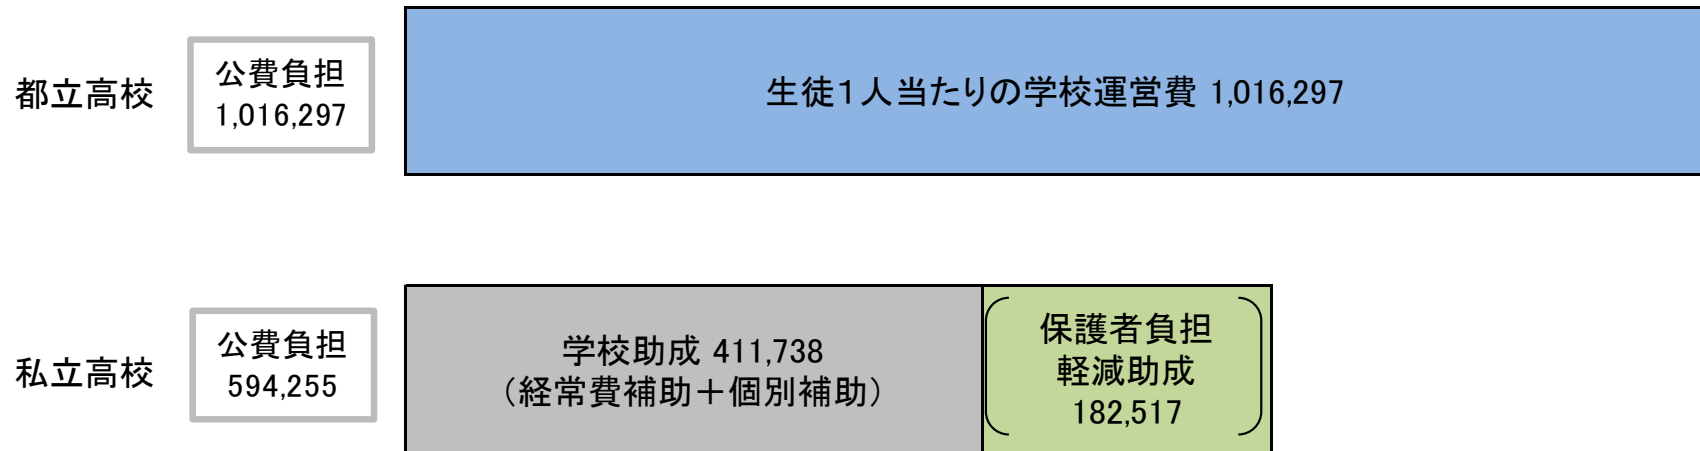 都立高校
公費負担
1,016,297
生徒1人当たりの学校運営費 1,016,297
私立高校
公費負担
594,255
学校助成 411,738
（経常費補助＋個別補助）
保護者負担
軽減助成
182,517